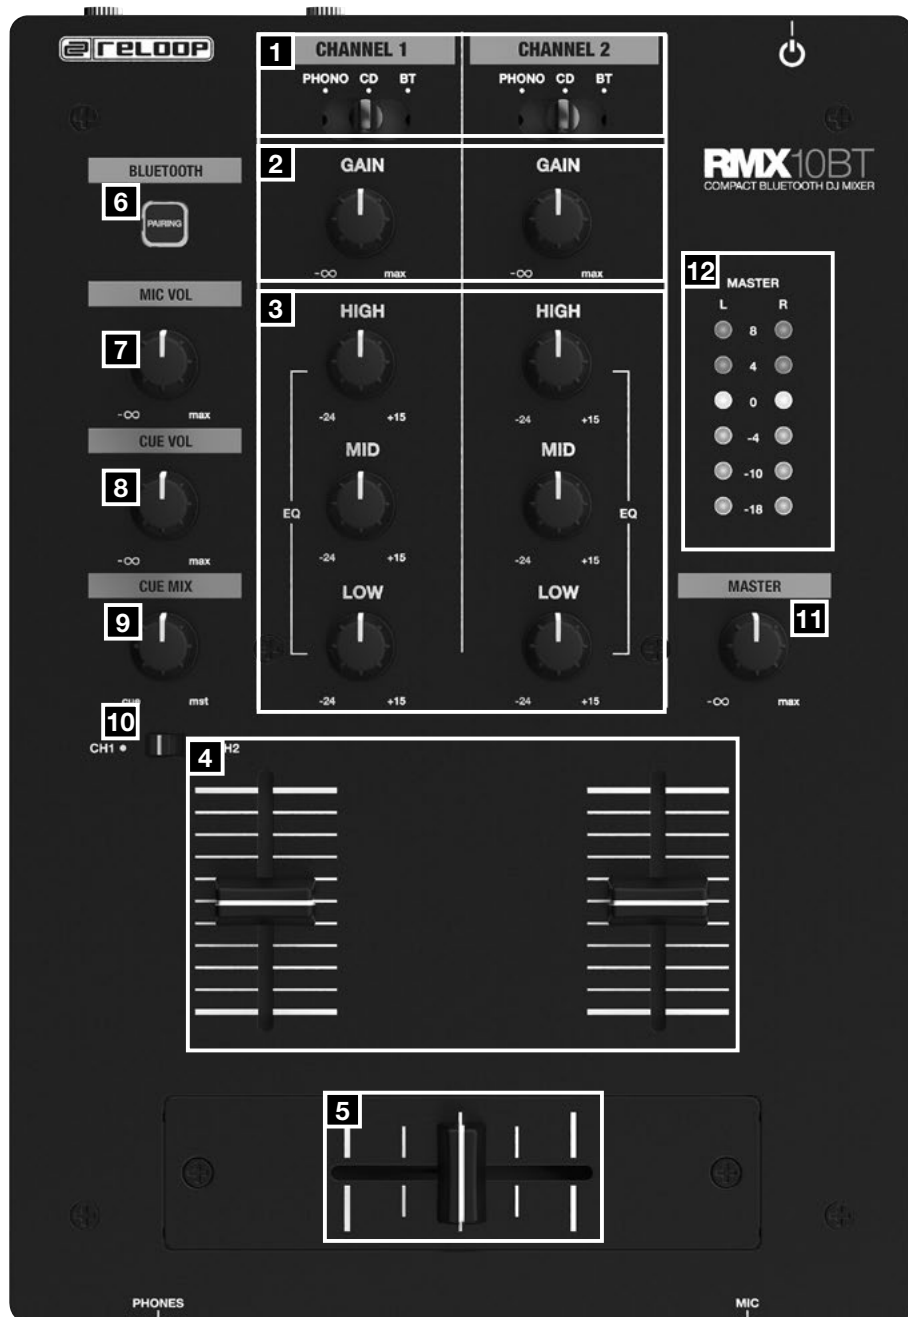 RELOOP
1
CHANNEL 1
CHANNEL 2
PHONO CD BT
PHONO CD BT
RMX10BT
COMPACT BLUETOOTH DJ MIXER
BLUETOOTH
6
PAIRING
2
GAIN
GAIN
-∞ max
-∞ max
MIC VOL
7
-∞ max
CUE VOL
8
-∞ max
CUE MIX
9
cue mst
10
CH1 CH2
3
HIGH
HIGH
-24 +15
-24 +15
MID
MID
EQ
EQ
-24 +15
-24 +15
LOW
LOW
-24 +15
-24 +15
12
MASTER
L R
8
4
0
-4
-10
-18
MASTER
11
-∞ max
4
5
PHONES
MIC